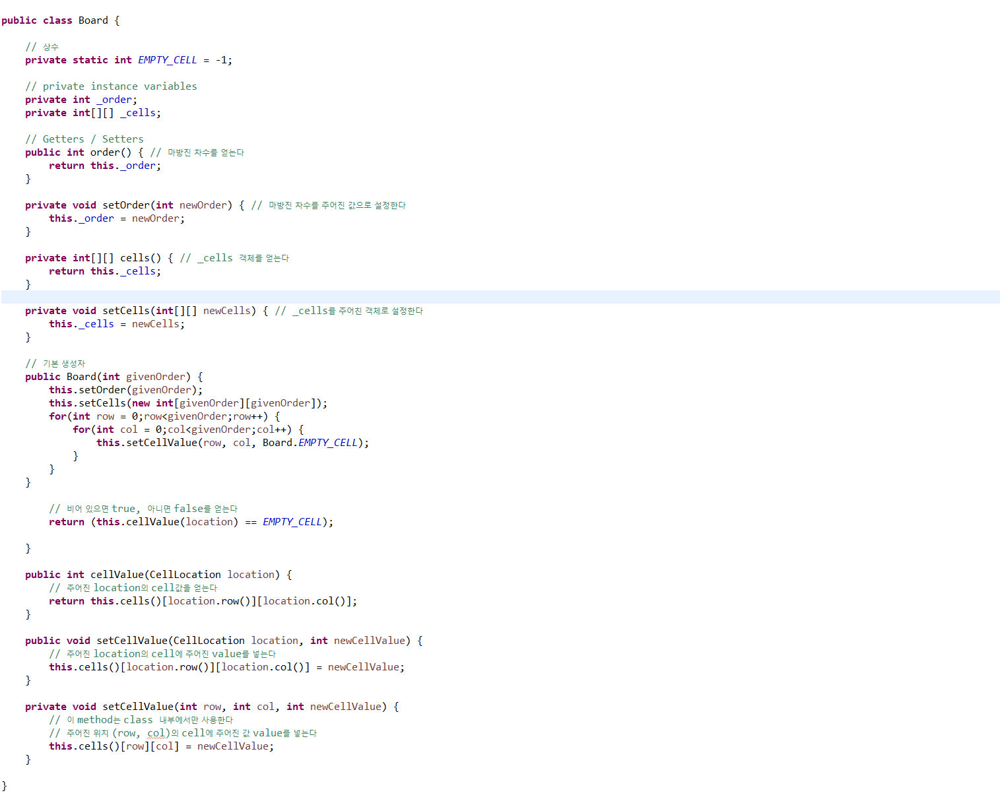 public class Board {
// 상수
private static int EMPTY_CELL = -1;
// private instance variables
private int _order;
private int[][] _cells;
// Getters / Setters
public int order() { // 마방진 차수를 얻는다
return this._order;
}
private void setOrder(int newOrder) { // 마방진 차수를 주어진 값으로 설정한다
this._order = newOrder;
}
private int[][] cells() { // _cells 객체를 얻는다
return this._cells;
}
private void setCells(int[][] newCells) { // _cells를 주어진 객체로 설정한다
this._cells = newCells;
}
// 기본 생성자
public Board(int givenOrder) {
this.setOrder(givenOrder);
this.setCells(new int[givenOrder][givenOrder]);
for(int row = 0;row<givenOrder;row++) {
for(int col = 0;col<givenOrder;col++) {
this.setCellValue(row, col, Board.EMPTY_CELL);
}
}
}
// 비어 있으면 true, 아니면 false를 얻는다
return (this.cellValue(location) == EMPTY_CELL);
}
public int cellValue(CellLocation location) {
// 주어진 location의 cell값을 얻는다
return this.cells()[location.row()][location.col()];
}
public void setCellValue(CellLocation location, int newCellValue) {
// 주어진 location의 cell에 주어진 value를 넣는다
this.cells()[location.row()][location.col()] = newCellValue;
}
private void setCellValue(int row, int col, int newCellValue) {
// 이 method는 class 내부에서만 사용한다
// 주어진 위치 (row, col)의 cell에 주어진 값 value를 넣는다
this.cells()[row][col] = newCellValue;
}
}